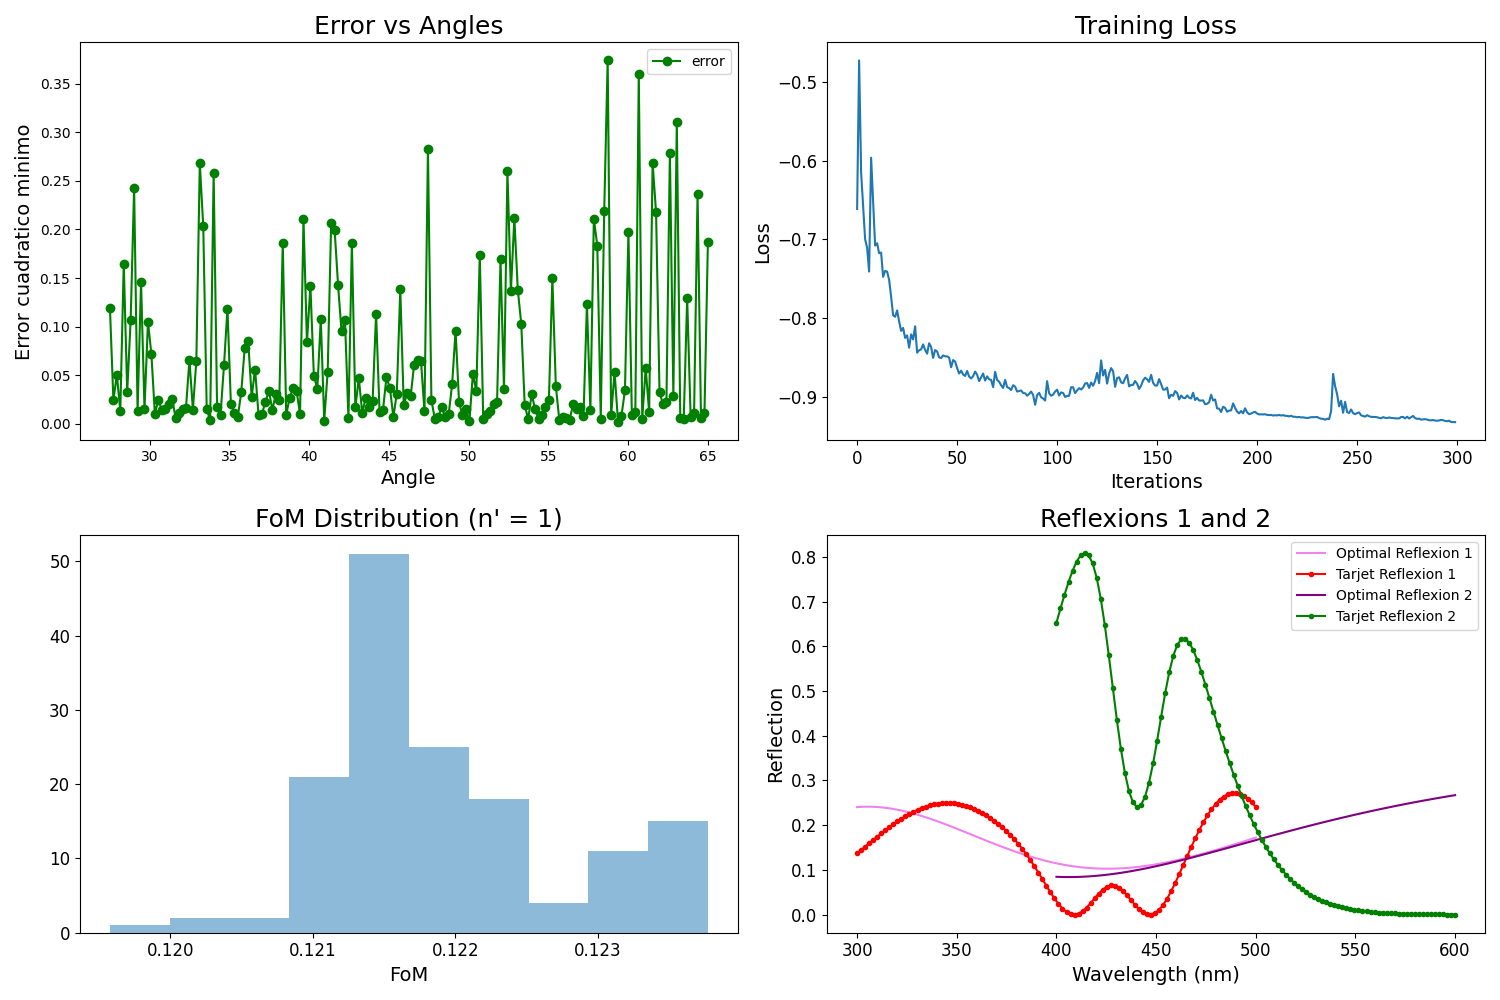 Error vs Angles
error
Error cuadratico minimo
0.35
0.30
0.25
0.20
0.15
0.10
0.05
0.00
30 35 40 45 50 55 60 65
Angle
Training Loss
Loss
−0.5
−0.6
−0.7
−0.8
−0.9
0 50 100 150 200 250 300
Iterations
FoM Distribution (n' = 1)
50
40
30
20
10
0
0.120 0.121 0.122 0.123
FoM
Reflexions 1 and 2
Optimal Reflexion 1
Tarjet Reflexion 1
Optimal Reflexion 2
Tarjet Reflexion 2
Reflection
0.8
0.7
0.6
0.5
0.4
0.3
0.2
0.1
0.0
300 350 400 450 500 550 600
Wavelength (nm)